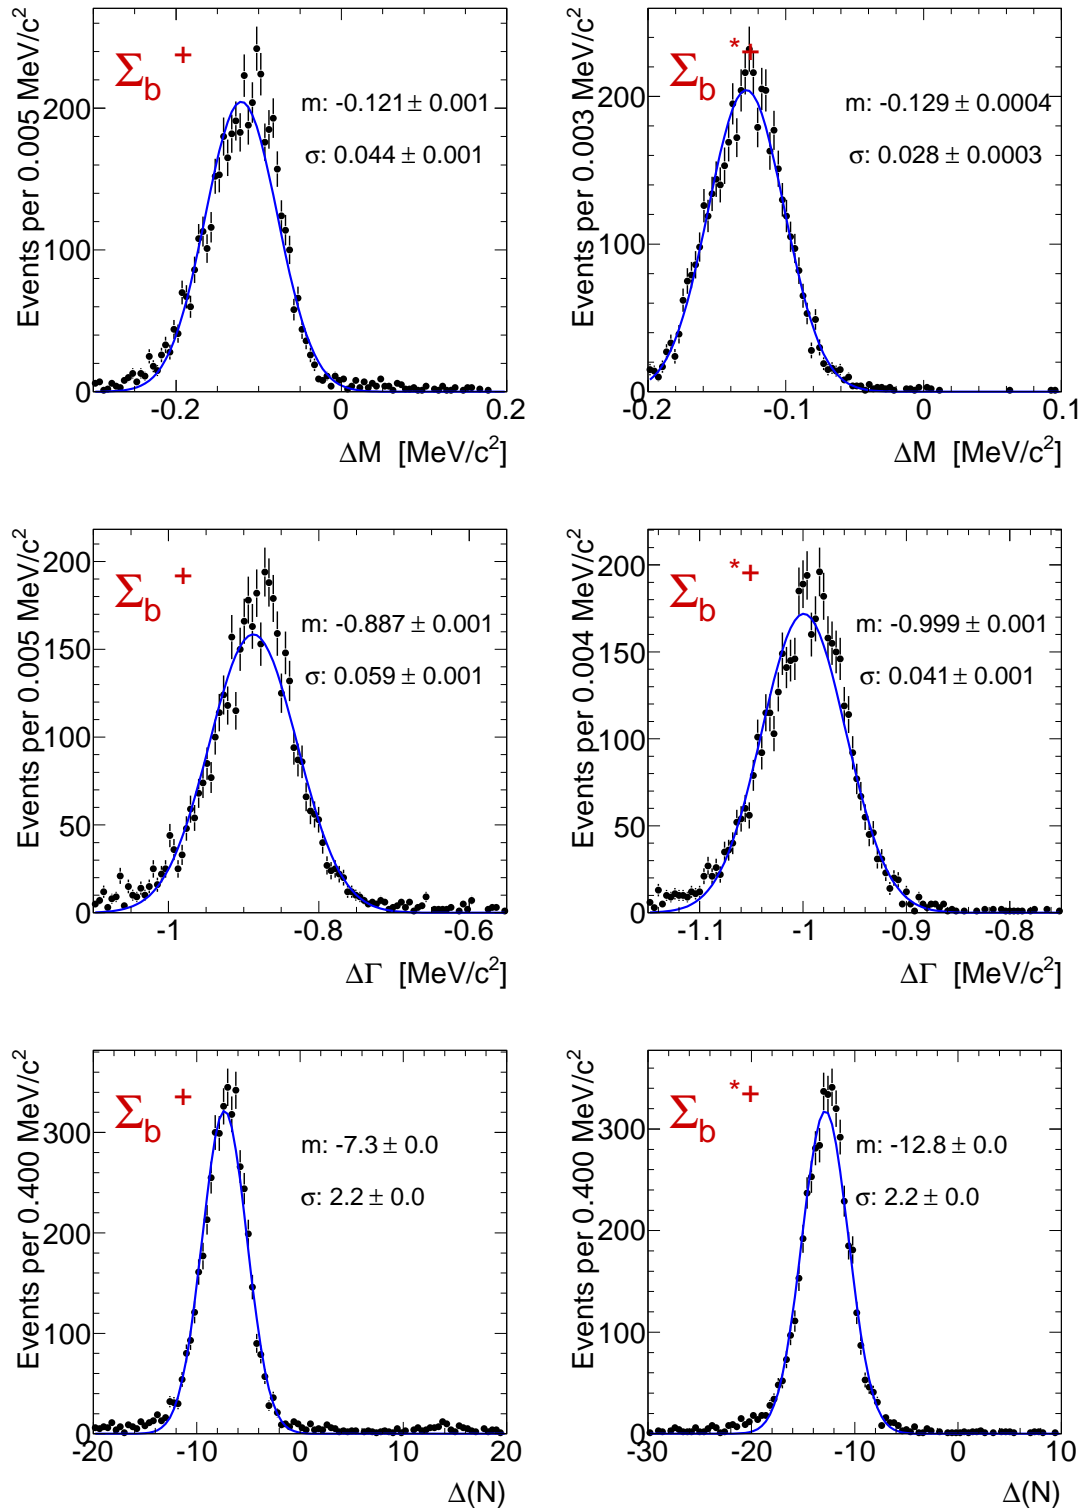 Events per 0.005 MeV/c²
200
100
0
Σb+
m: -0.121 ± 0.001
σ: 0.044 ± 0.001
-0.2 0 0.2
ΔM [MeV/c²]
Events per 0.003 MeV/c²
200
100
0
Σb*+
m: -0.129 ± 0.0004
σ: 0.028 ± 0.0003
-0.2 -0.1 0 0.1
ΔM [MeV/c²]
Events per 0.005 MeV/c²
200
150
100
50
0
Σb+
m: -0.887 ± 0.001
σ: 0.059 ± 0.001
-1 -0.8 -0.6
ΔΓ [MeV/c²]
Events per 0.004 MeV/c²
200
150
100
50
0
Σb*+
m: -0.999 ± 0.001
σ: 0.041 ± 0.001
-1.1 -1 -0.9 -0.8
ΔΓ [MeV/c²]
Events per 0.400 MeV/c²
300
200
100
0
Σb+
m: -7.3 ± 0.0
σ: 2.2 ± 0.0
-20 -10 0 10 20
Δ(N)
Events per 0.400 MeV/c²
300
200
100
0
Σb*+
m: -12.8 ± 0.0
σ: 2.2 ± 0.0
-30 -20 -10 0 10
Δ(N)